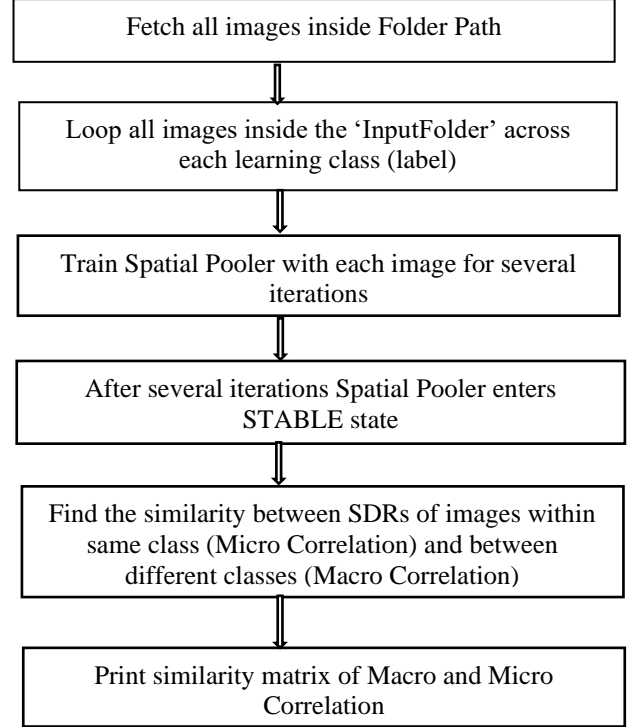 Fetch all images inside Folder Path
Loop all images inside the ‘InputFolder’ across
each learning class (label)
Train Spatial Pooler with each image for several
iterations
After several iterations Spatial Pooler enters
STABLE state
Find the similarity between SDRs of images within
same class (Micro Correlation) and between
different classes (Macro Correlation)
Print similarity matrix of Macro and Micro
Correlation